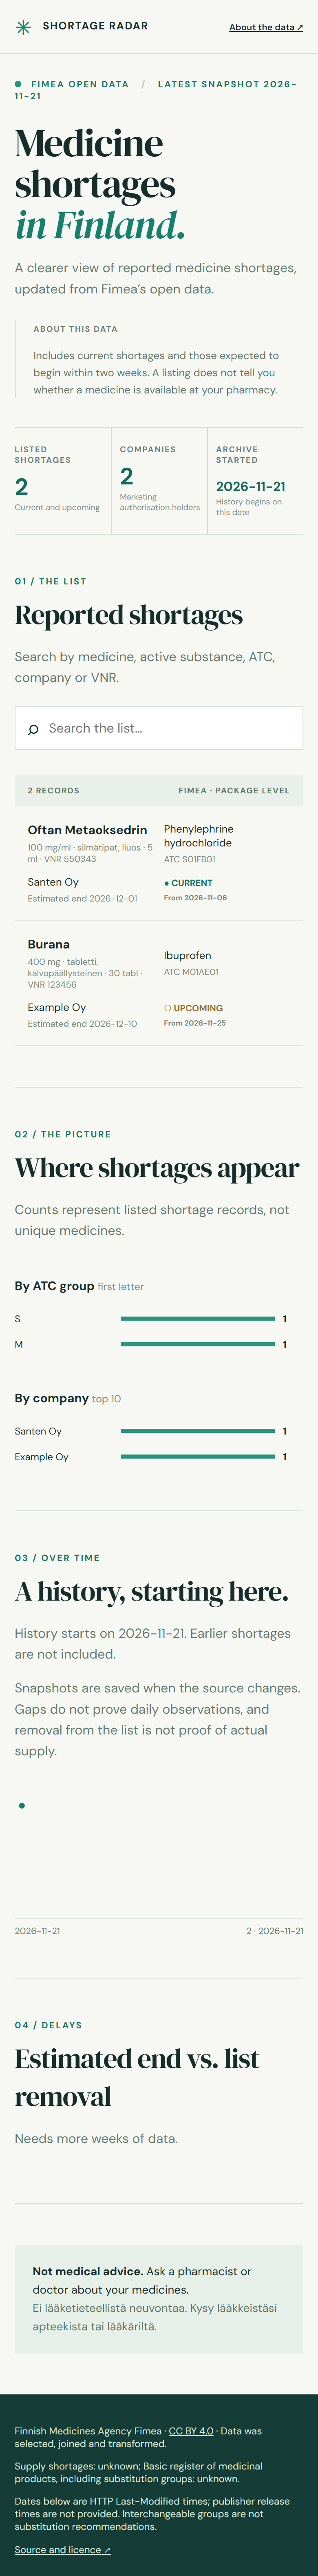 SHORTAGE RADAR
About the data ↗
● FIMEA OPEN DATA / LATEST SNAPSHOT 2026-
11-21
Medicine
shortages
in Finland.
A clearer view of reported medicine shortages,
updated from Fimea's open data.
ABOUT THIS DATA
Includes current shortages and those expected to
begin within two weeks. A listing does not tell you
whether a medicine is available at your pharmacy.
LISTED
SHORTAGES
2
Current and upcoming
COMPANIES
2
Marketing
authorisation holders
ARCHIVE
STARTED
2026-11-21
History begins on
this date
01 / THE LIST
Reported shortages
Search by medicine, active substance, ATC,
company or VNR.
Search the list...
2 RECORDS
FIMEA · PACKAGE LEVEL
Oftan Metaoksedrin
100 mg/ml · silmätipat, liuos · 5
ml · VNR 550343
Phenylephrine
hydrochloride
ATC S01FB01
Santen Oy
Estimated end 2026-12-01
● CURRENT
From 2026-11-06
Burana
400 mg · tabletti,
kalvopäällysteinen · 30 tabl ·
VNR 123456
Ibuprofen
ATC M01AE01
Example Oy
Estimated end 2026-12-10
○ UPCOMING
From 2026-11-25
02 / THE PICTURE
Where shortages appear
Counts represent listed shortage records, not
unique medicines.
By ATC group first letter
S 1
M 1
By company top 10
Santen Oy 1
Example Oy 1
03 / OVER TIME
A history, starting here.
History starts on 2026-11-21. Earlier shortages
are not included.
Snapshots are saved when the source changes.
Gaps do not prove daily observations, and
removal from the list is not proof of actual
supply.
2026-11-21
2 · 2026-11-21
04 / DELAYS
Estimated end vs. list
removal
Needs more weeks of data.
Not medical advice. Ask a pharmacist or
doctor about your medicines.
Ei lääketieteellistä neuvontaa. Kysy lääkkeistäsi
apteekista tai lääkäriltä.
Finnish Medicines Agency Fimea · CC BY 4.0 · Data was
selected, joined and transformed.
Supply shortages: unknown; Basic register of medicinal
products, including substitution groups: unknown.
Dates below are HTTP Last-Modified times; publisher release
times are not provided. Interchangeable groups are not
substitution recommendations.
Source and licence ↗